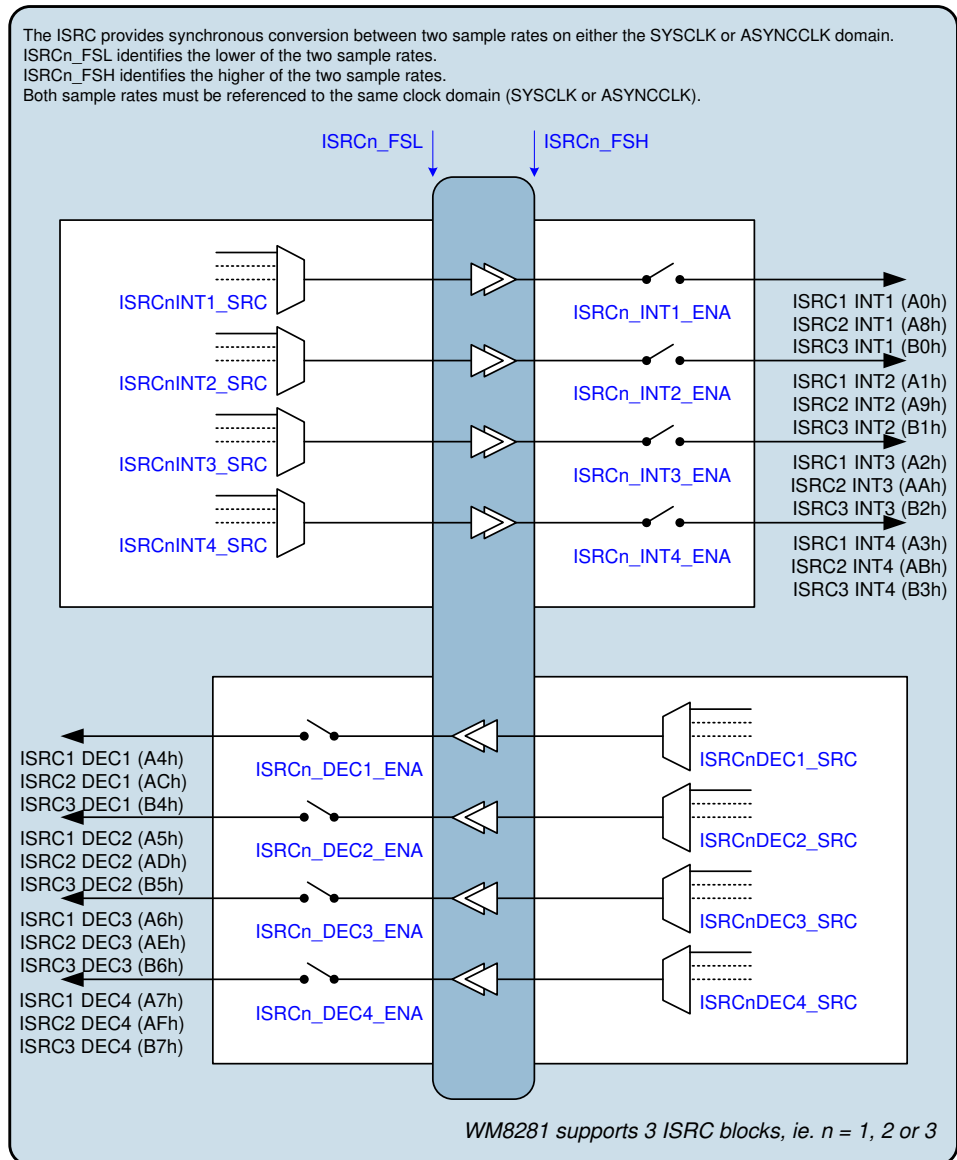 The ISRC provides synchronous conversion between two sample rates on either the SYSCLK or ASYNCCLK domain.
ISRCn_FSL identifies the lower of the two sample rates.
ISRCn_FSH identifies the higher of the two sample rates.
Both sample rates must be referenced to the same clock domain (SYSCLK or ASYNCCLK).
ISRCn_FSL
ISRCn_FSH
ISRCnINT1_SRC
ISRCn_INT1_ENA
ISRC1 INT1 (A0h)
ISRC2 INT1 (A8h)
ISRC3 INT1 (B0h)
ISRCnINT2_SRC
ISRCn_INT2_ENA
ISRC1 INT2 (A1h)
ISRC2 INT2 (A9h)
ISRC3 INT2 (B1h)
ISRCnINT3_SRC
ISRCn_INT3_ENA
ISRC1 INT3 (A2h)
ISRC2 INT3 (AAh)
ISRC3 INT3 (B2h)
ISRCnINT4_SRC
ISRCn_INT4_ENA
ISRC1 INT4 (A3h)
ISRC2 INT4 (ABh)
ISRC3 INT4 (B3h)
ISRC1 DEC1 (A4h)
ISRC2 DEC1 (ACh)
ISRC3 DEC1 (B4h)
ISRCn_DEC1_ENA
ISRCnDEC1_SRC
ISRC1 DEC2 (A5h)
ISRC2 DEC2 (ADh)
ISRC3 DEC2 (B5h)
ISRCn_DEC2_ENA
ISRCnDEC2_SRC
ISRC1 DEC3 (A6h)
ISRC2 DEC3 (AEh)
ISRC3 DEC3 (B6h)
ISRCn_DEC3_ENA
ISRCnDEC3_SRC
ISRC1 DEC4 (A7h)
ISRC2 DEC4 (AFh)
ISRC3 DEC4 (B7h)
ISRCn_DEC4_ENA
ISRCnDEC4_SRC
WM8281 supports 3 ISRC blocks, ie. n = 1, 2 or 3